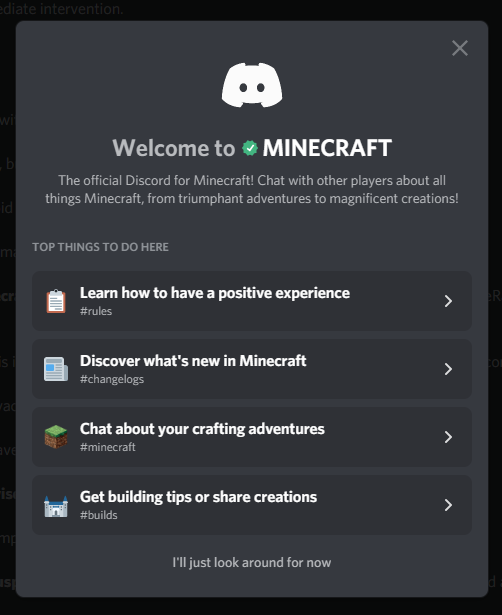 ediate intervention.
Welcome to MINECRAFT
The official Discord for Minecraft! Chat with other players about all
things Minecraft, from triumphant adventures to magnificent creations!
TOP THINGS TO DO HERE
Learn how to have a positive experience
#rules
Discover what's new in Minecraft
#changelogs
Chat about your crafting adventures
#minecraft
Get building tips or share creations
#builds
I'll just look around for now